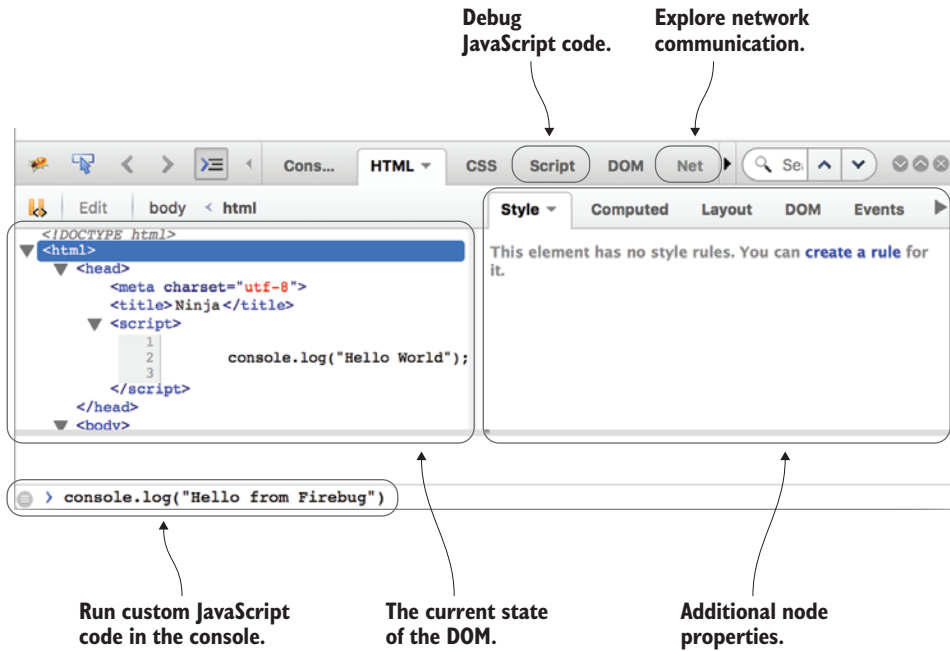 Debug
JavaScript code.
Explore network
communication.
Cons... HTML CSS Script DOM Net Se
Edit body < html
Style Computed Layout DOM Events
<!DOCTYPE html>
<html>
<head>
<meta charset="utf-8">
<title>Ninja</title>
<script>
1
2 console.log("Hello World");
3
</script>
</head>
<body>
This element has no style rules. You can create a rule for
it.
> console.log("Hello from Firebug")
Run custom JavaScript
code in the console.
The current state
of the DOM.
Additional node
properties.